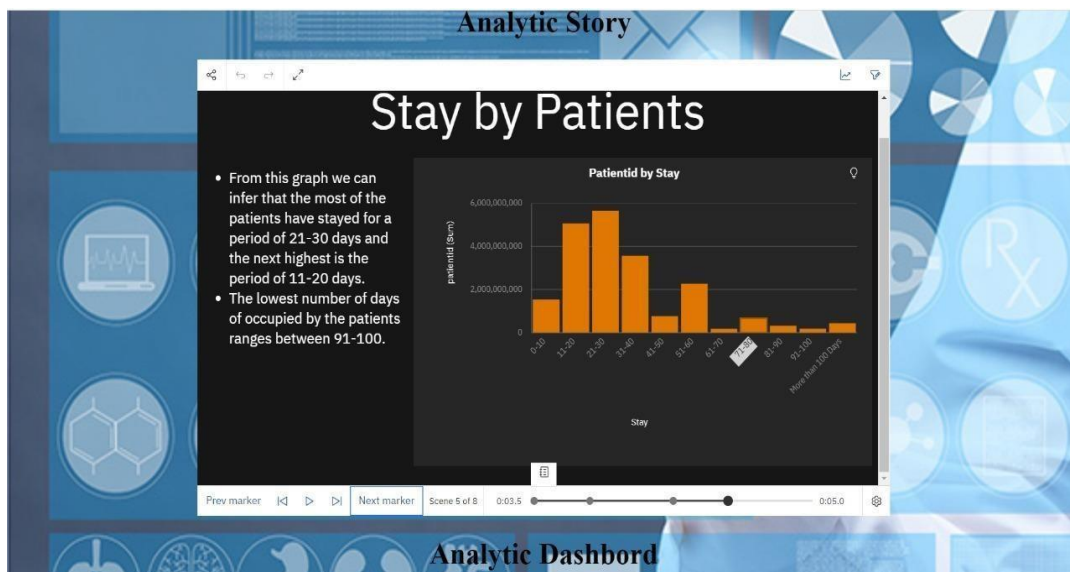 Analytic Story
Stay by Patients
• From this graph we can
infer that the most of the
patients have stayed for a
period of 21-30 days and
the next highest is the
period of 11-20 days.
• The lowest number of days
of occupied by the patients
ranges between 91-100.
Patientid by Stay
patientid (Sum)
6,000,000,000
4,000,000,000
2,000,000,000
0
0-10
11-20
21-30
31-40
41-50
51-60
61-70
71-80
81-90
91-100
More than 100 Days
Stay
Prev marker Next marker Scene 5 of 8 0:03.5 0:05.0
Rx
Analytic Dashbord